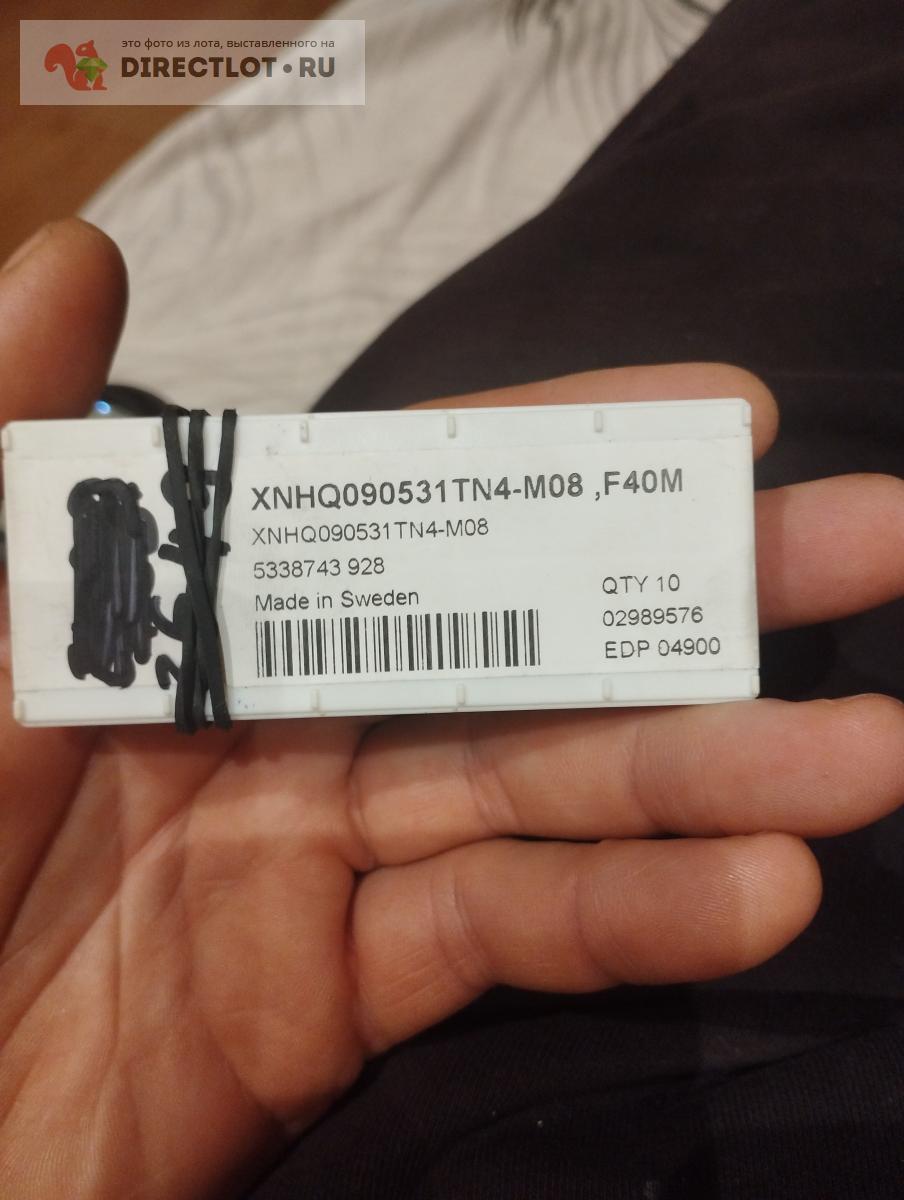 это фото из лота, выставленного на
DIRECTLOT•RU
XNHQ090531TN4-M08 ,F40M
XNHQ090531TN4-M08
5338743 928
Made in Sweden
QTY 10
02989576
EDP 04900